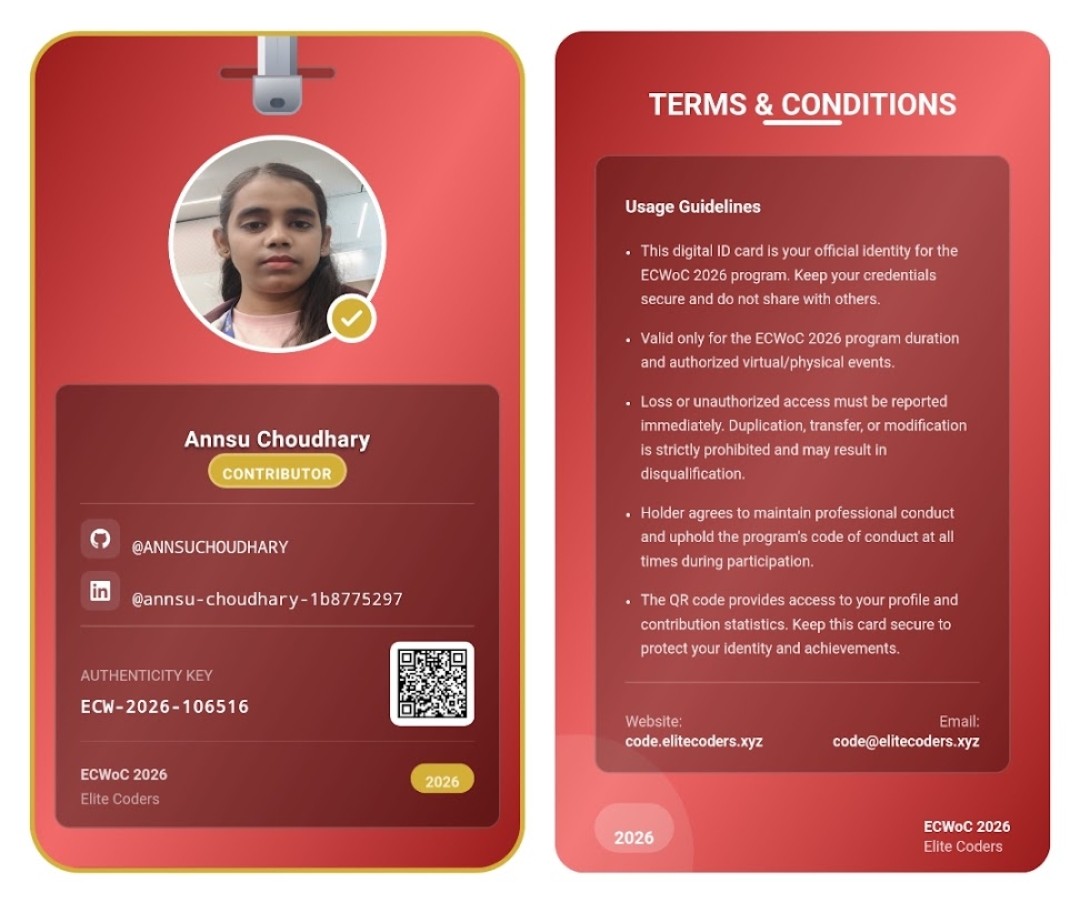 Annsu Choudhary
CONTRIBUTOR
@ANNSUCHOUDHARY
in
@annsu-choudhary-1b8775297
AUTHENTICITY KEY
ECW-2026-106516
ECWoC 2026
Elite Coders
2026
TERMS & CONDITIONS
Usage Guidelines
• This digital ID card is your official identity for the
ECWoC 2026 program. Keep your credentials
secure and do not share with others.
• Valid only for the ECWoC 2026 program duration
and authorized virtual/physical events.
• Loss or unauthorized access must be reported
immediately. Duplication, transfer, or modification
is strictly prohibited and may result in
disqualification.
• Holder agrees to maintain professional conduct
and uphold the program's code of conduct at all
times during participation.
• The QR code provides access to your profile and
contribution statistics. Keep this card secure to
protect your identity and achievements.
Website:
code.elitecoders.xyz
Email:
code@elitecoders.xyz
2026
ECWoC 2026
Elite Coders